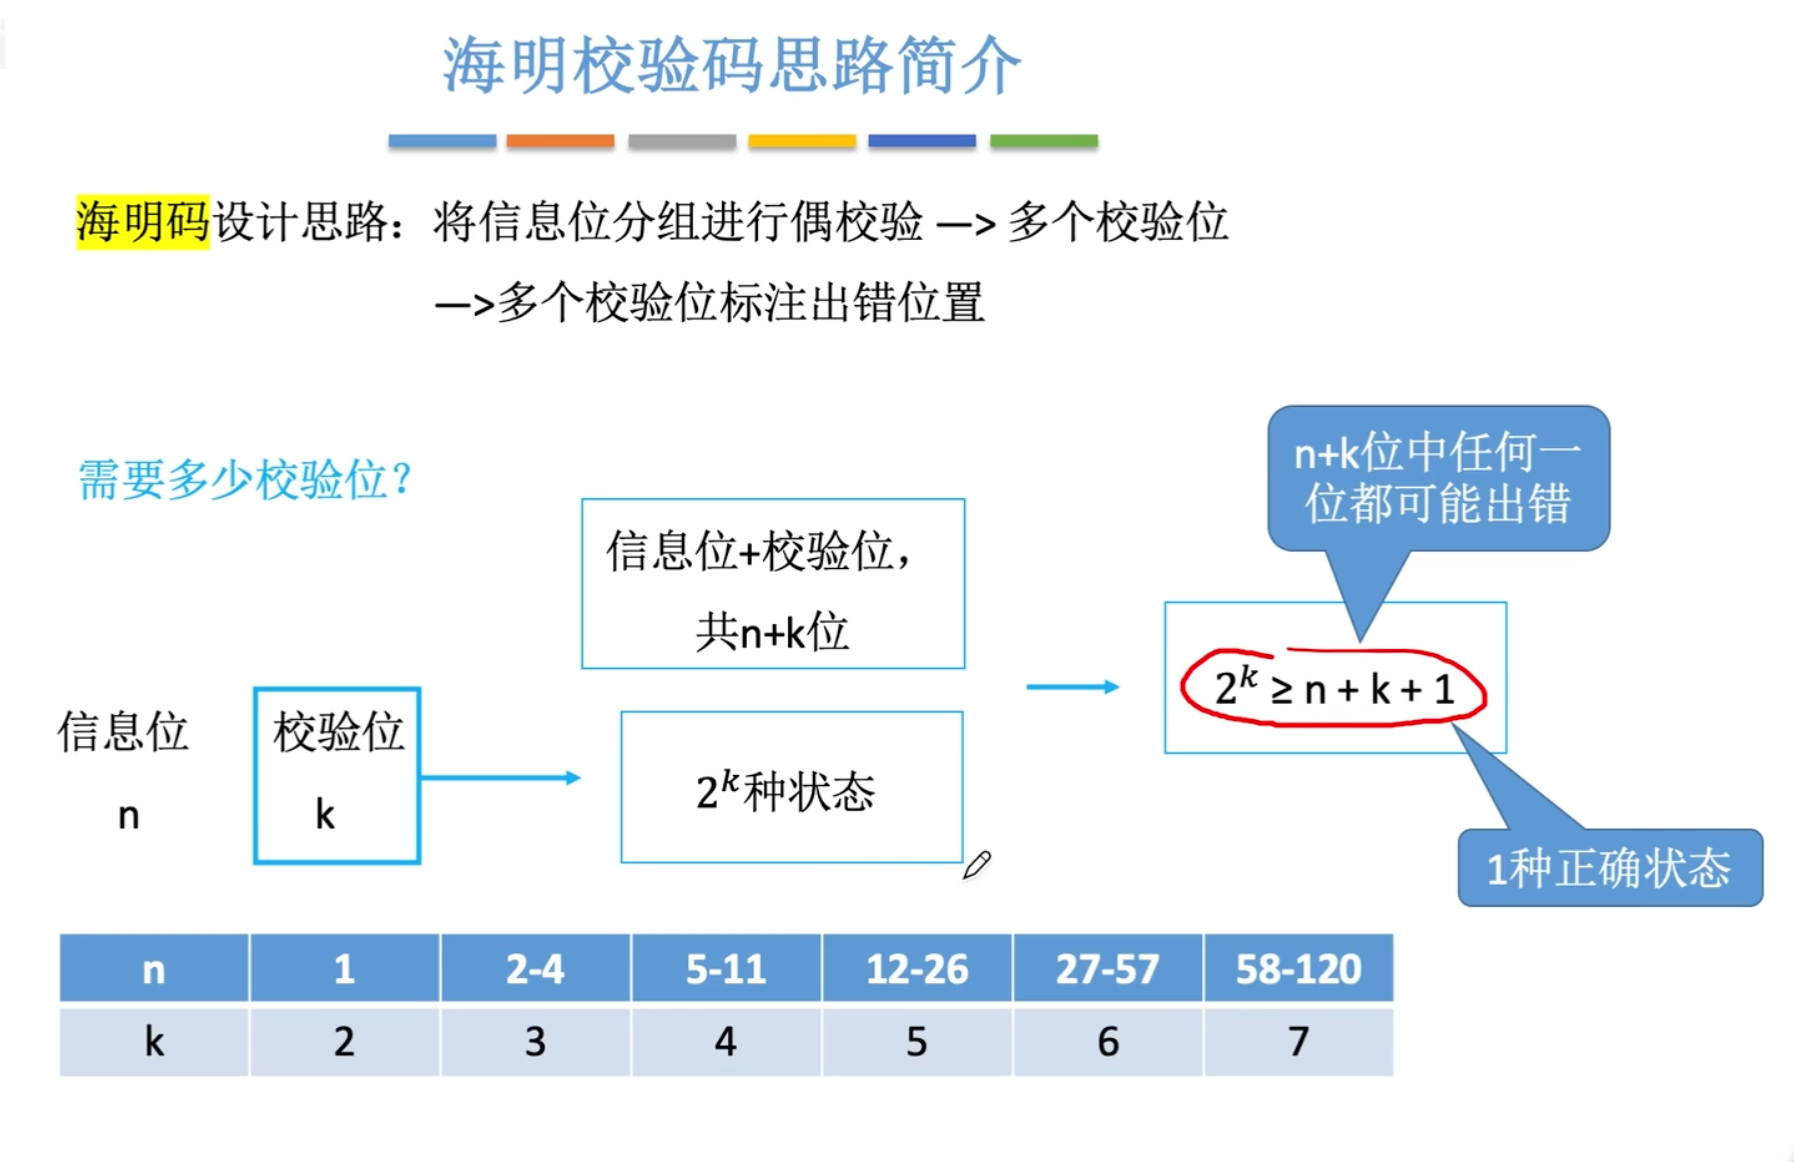 海明校验码思路简介
海明码设计思路：将信息位分组进行偶校验 —> 多个校验位
—>多个校验位标注出错位置
需要多少校验位？
信息位+校验位，
共n+k位
n+k位中任何一
位都可能出错
2^k ≥ n + k + 1
信息位
n
校验位
k
2^k种状态
1种正确状态
n 1 2-4 5-11 12-26 27-57 58-120
k 2 3 4 5 6 7